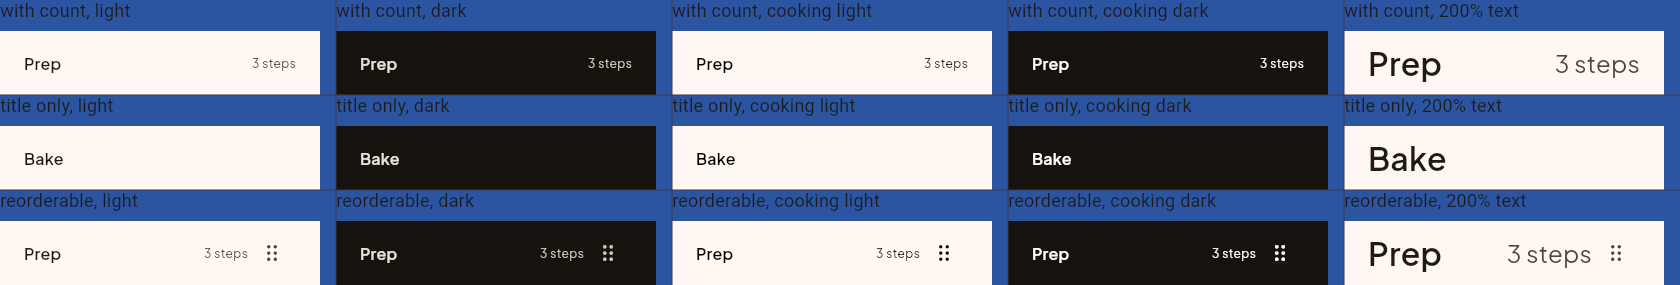 with count, light
with count, dark
with count, cooking light
with count, cooking dark
with count, 200% text
Prep 3 steps
Prep 3 steps
Prep 3 steps
Prep 3 steps
Prep 3 steps
title only, light
title only, dark
title only, cooking light
title only, cooking dark
title only, 200% text
Bake
Bake
Bake
Bake
Bake
reorderable, light
reorderable, dark
reorderable, cooking light
reorderable, cooking dark
reorderable, 200% text
Prep 3 steps
Prep 3 steps
Prep 3 steps
Prep 3 steps
Prep 3 steps